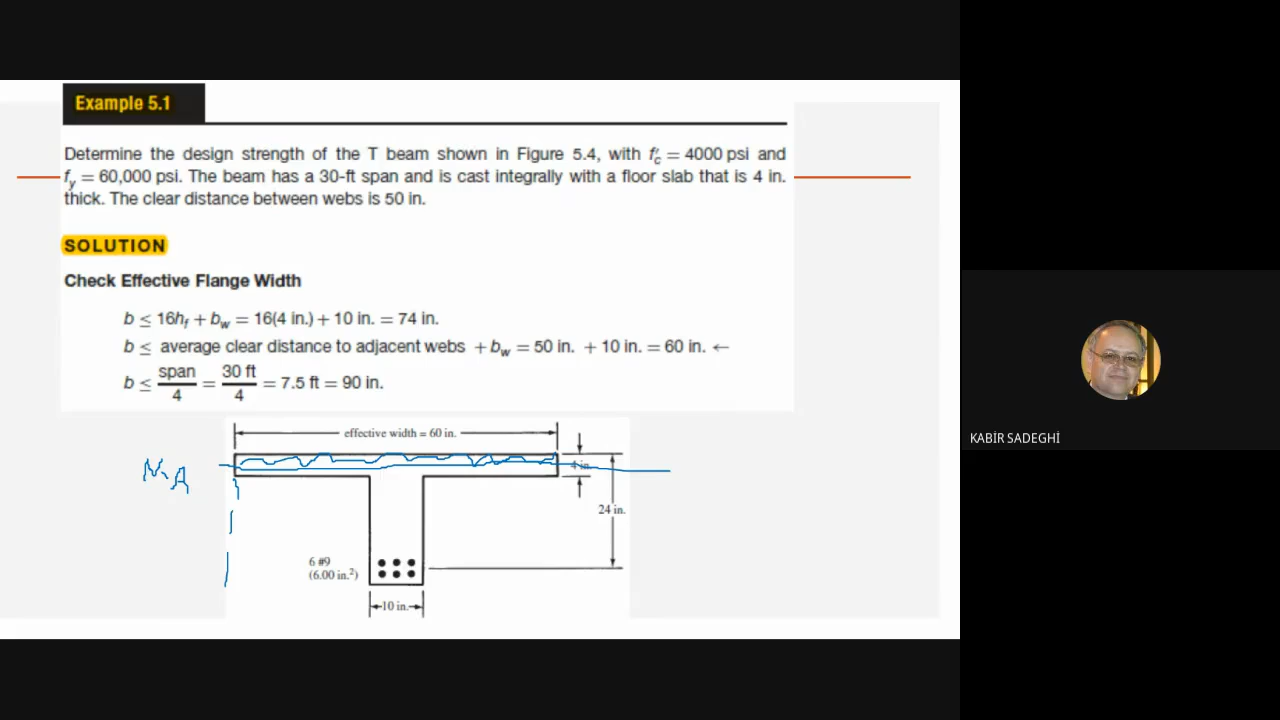 Example 5.1
Determine the design strength of the T beam shown in Figure 5.4, with f′c = 4000 psi and
fy = 60,000 psi. The beam has a 30-ft span and is cast integrally with a floor slab that is 4 in.
thick. The clear distance between webs is 50 in.
SOLUTION
Check Effective Flange Width
b ≤ 16hf + bw = 16(4 in.) + 10 in. = 74 in.
b ≤ average clear distance to adjacent webs + bw = 50 in. + 10 in. = 60 in. ←
b ≤ span/4 = 30 ft/4 = 7.5 ft = 90 in.
effective width = 60 in.
N.A
4 in.
24 in.
6 #9
(6.00 in.²)
10 in.
KABİR SADEGHİ